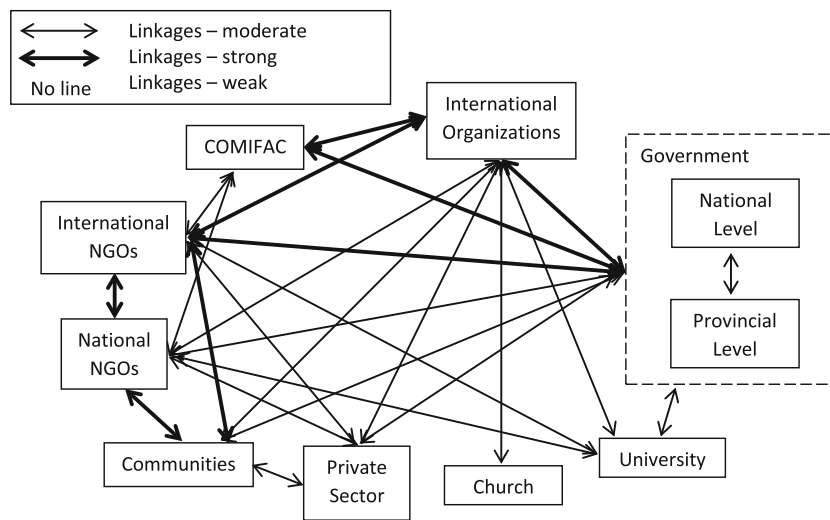 Linkages – moderate
Linkages – strong
No line Linkages – weak
International
Organizations
COMIFAC
Government
National
Level
International
NGOs
Provincial
Level
National
NGOs
Communities
Private
Sector
Church
University